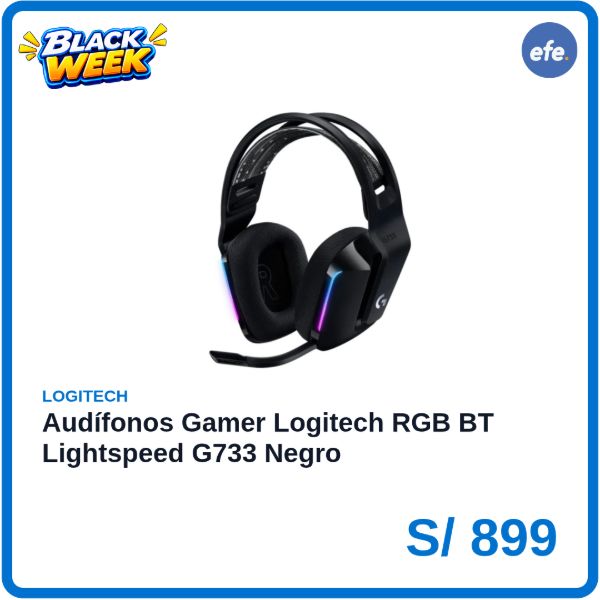 BLACK
WEEK
efe.
G
R
LOGITECH
Audífonos Gamer Logitech RGB BT
Lightspeed G733 Negro
S/ 899